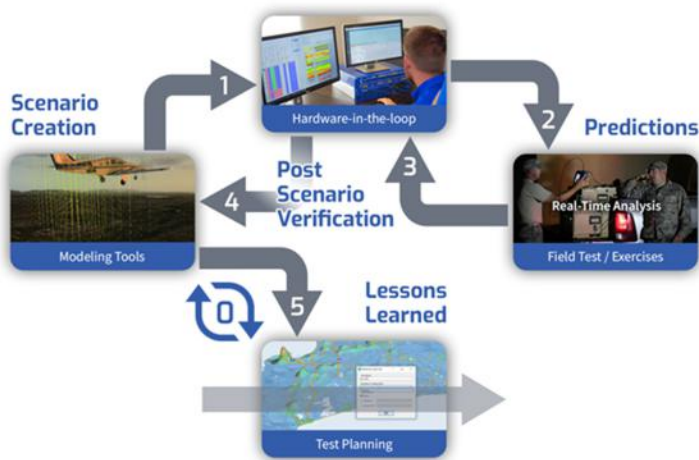 1
Hardware-in-the-loop
2
Scenario
Creation
Predictions
Modeling Tools
Post
Scenario
Verification
3
4
Real-Time Analysis
Field Test / Exercises
0
5
Lessons
Learned
Test Planning